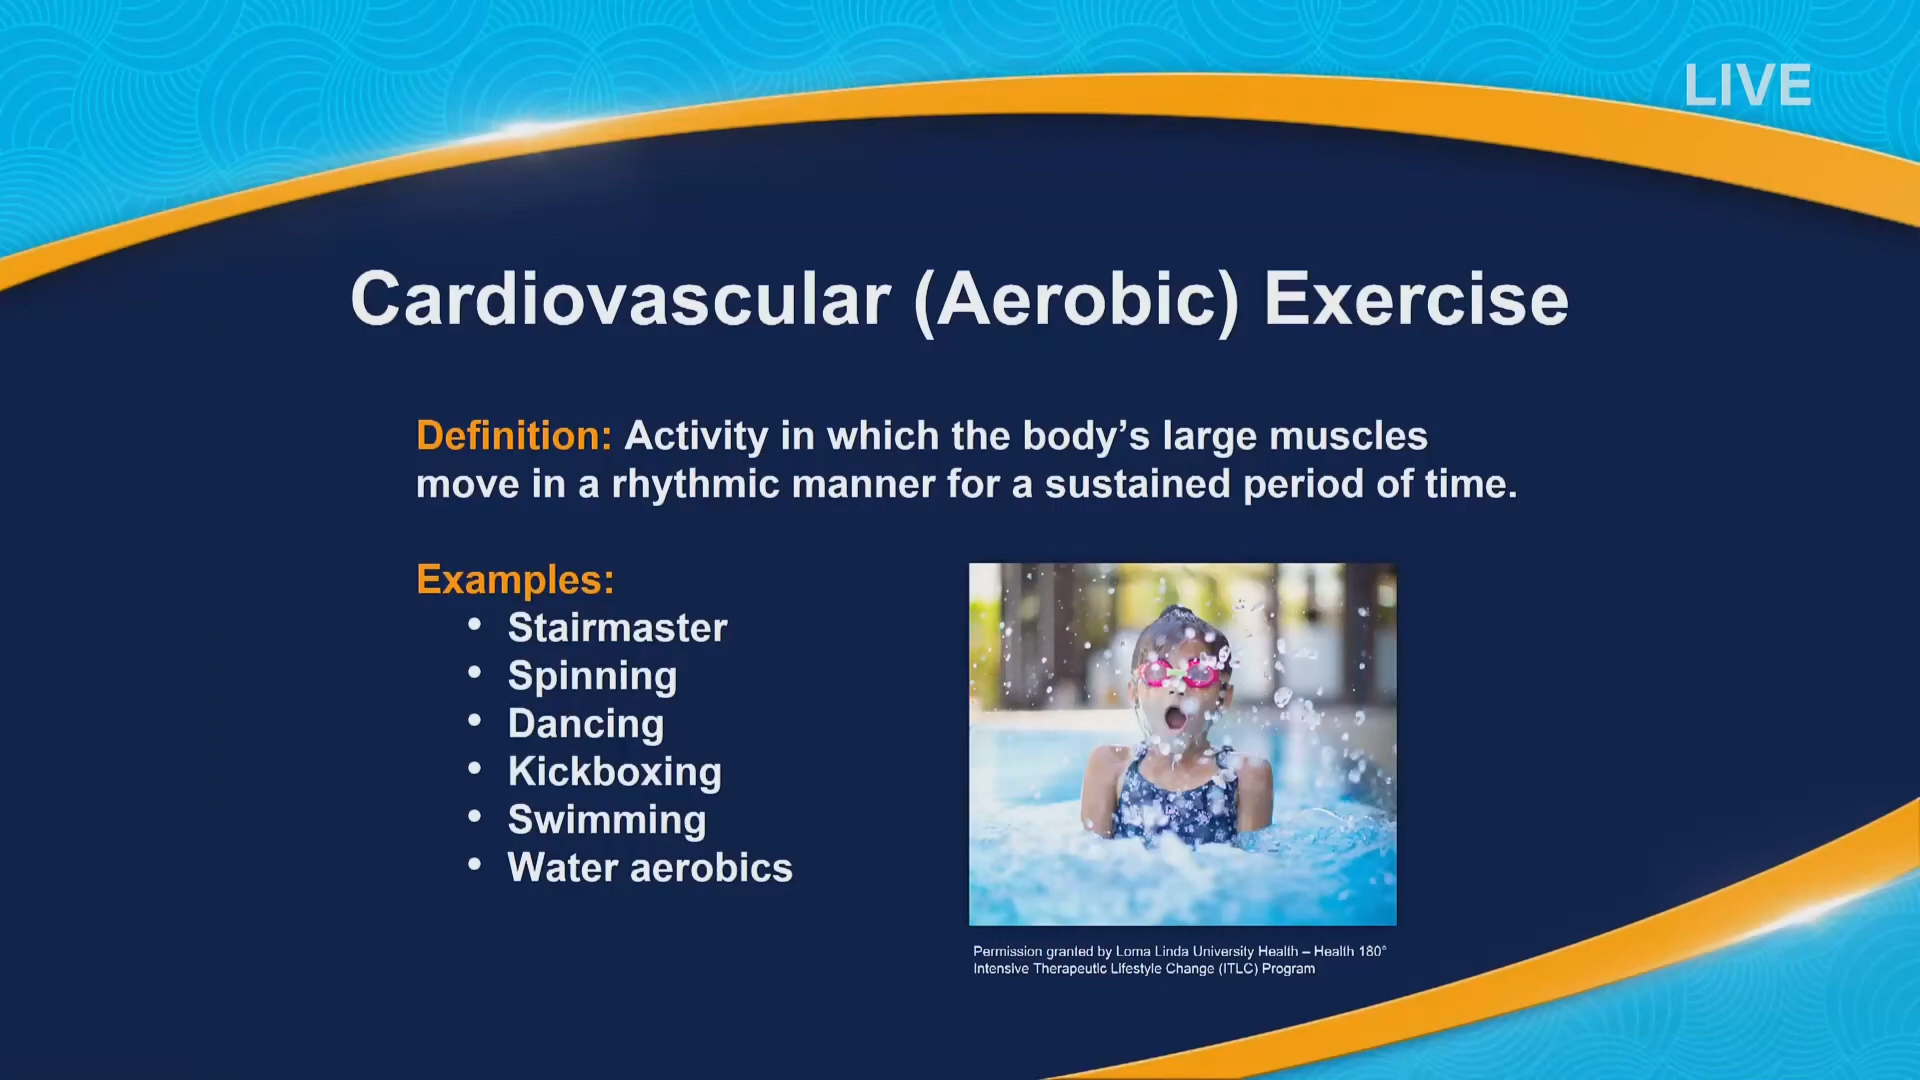 LIVE
Cardiovascular (Aerobic) Exercise
Definition: Activity in which the body’s large muscles
move in a rhythmic manner for a sustained period of time.
Examples:
• Stairmaster
• Spinning
• Dancing
• Kickboxing
• Swimming
• Water aerobics
Permission granted by Loma Linda University Health – Health 180°
Intensive Therapeutic Lifestyle Change (ITLC) Program